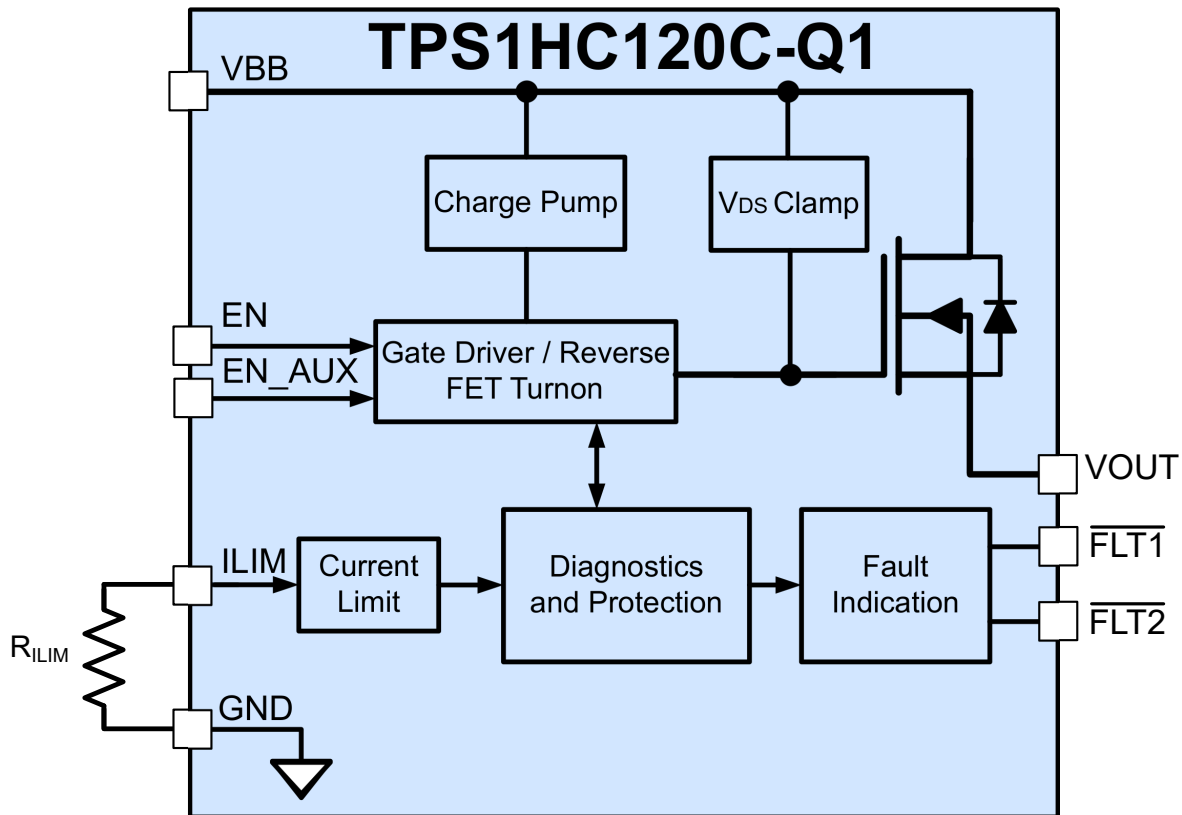 TPS1HC120C-Q1
VBB
Charge Pump
VDS Clamp
EN
EN_AUX
Gate Driver / Reverse
FET Turnon
VOUT
ILIM
Current
Limit
Diagnostics
and Protection
Fault
Indication
FLT1
FLT2
RILIM
GND